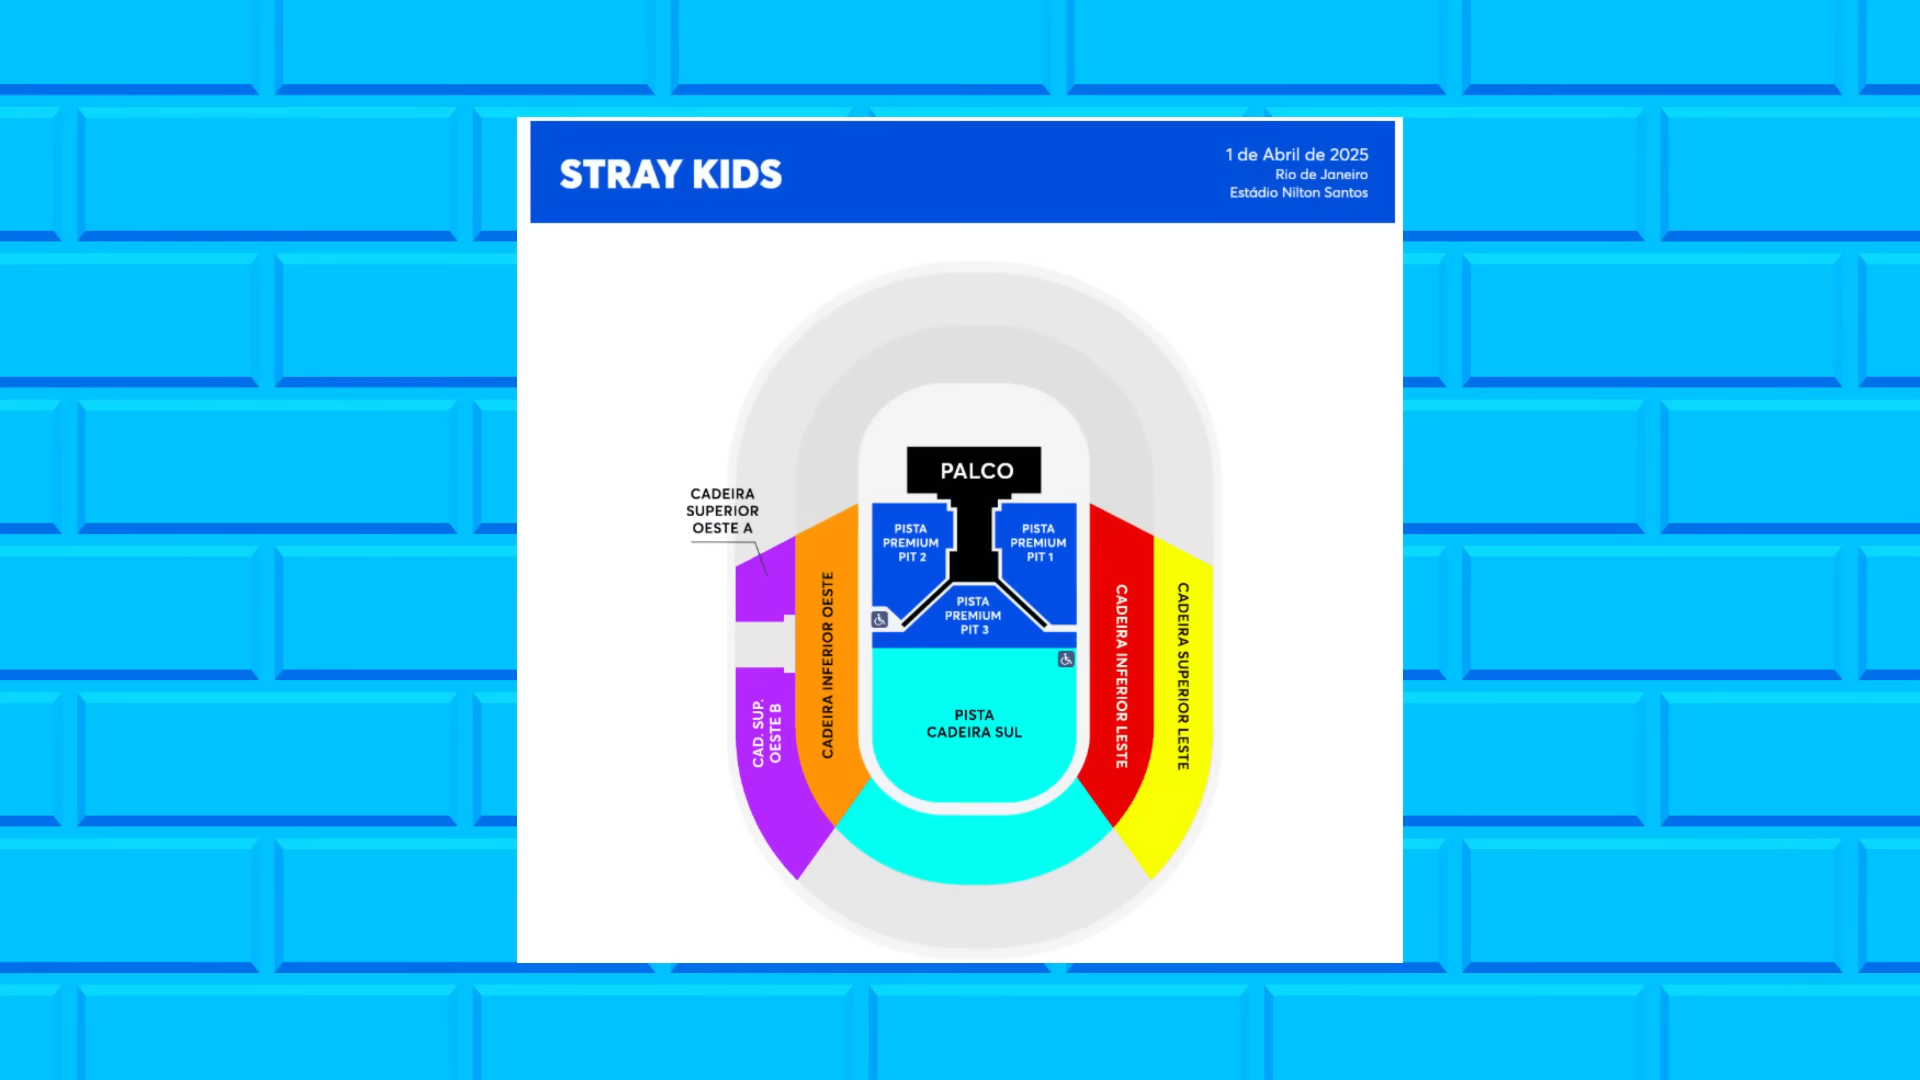 STRAY KIDS
1 de Abril de 2025
Rio de Janeiro
Estádio Nilton Santos
PALCO
CADEIRA
SUPERIOR
OESTE A
PISTA
PREMIUM
PIT 2
PISTA
PREMIUM
PIT 1
PISTA
PREMIUM
PIT 3
CAD. SUP.
OESTE B
CADEIRA INFERIOR OESTE
PISTA
CADEIRA SUL
CADEIRA INFERIOR LESTE
CADEIRA SUPERIOR LESTE